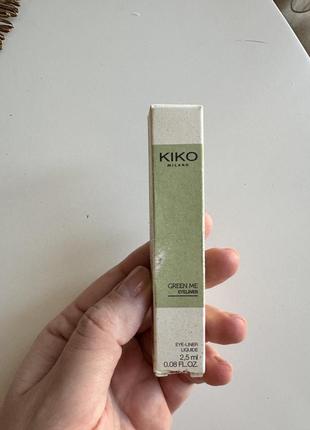 KIKO
MILANO
GREEN ME
EYELINER
EYE-LINER
LIQUIDE
2,5 ml
0.08 FL.OZ.